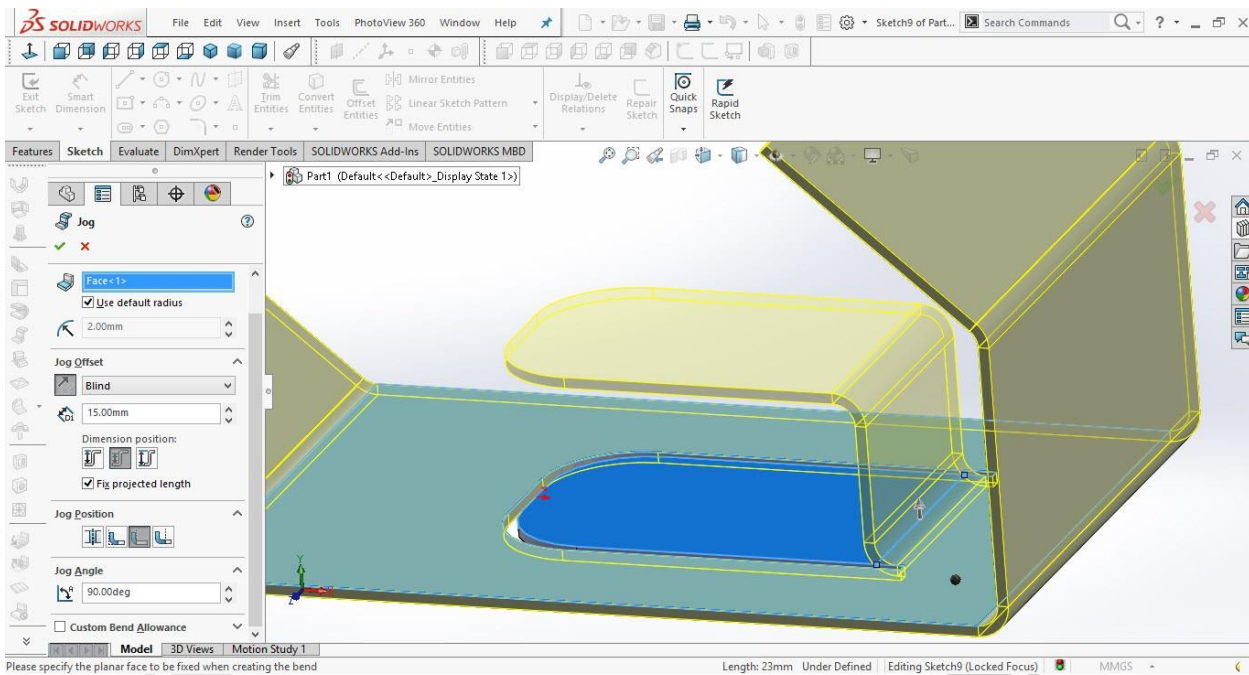 SOLIDWORKS File Edit View Insert Tools PhotoView 360 Window Help Sketch9 of Part... Search Commands ?
Exit Sketch
Smart Dimension
Trim Entities
Convert Entities
Offset Entities
Mirror Entities
Linear Sketch Pattern
Move Entities
Display/Delete Relations
Repair Sketch
Quick Snaps
Rapid Sketch
Features Sketch Evaluate DimXpert Render Tools SOLIDWORKS Add-Ins SOLIDWORKS MBD
Part1 (Default<<Default>_Display State 1>)
Jog
Face<1>
Use default radius
2.00mm
Jog Offset
Blind
15.00mm
Dimension position:
Fix projected length
Jog Position
Jog Angle
90.00deg
Custom Bend Allowance
Model 3D Views Motion Study 1
Please specify the planar face to be fixed when creating the bend Length: 23mm Under Defined Editing Sketch9 (Locked Focus) MMGS